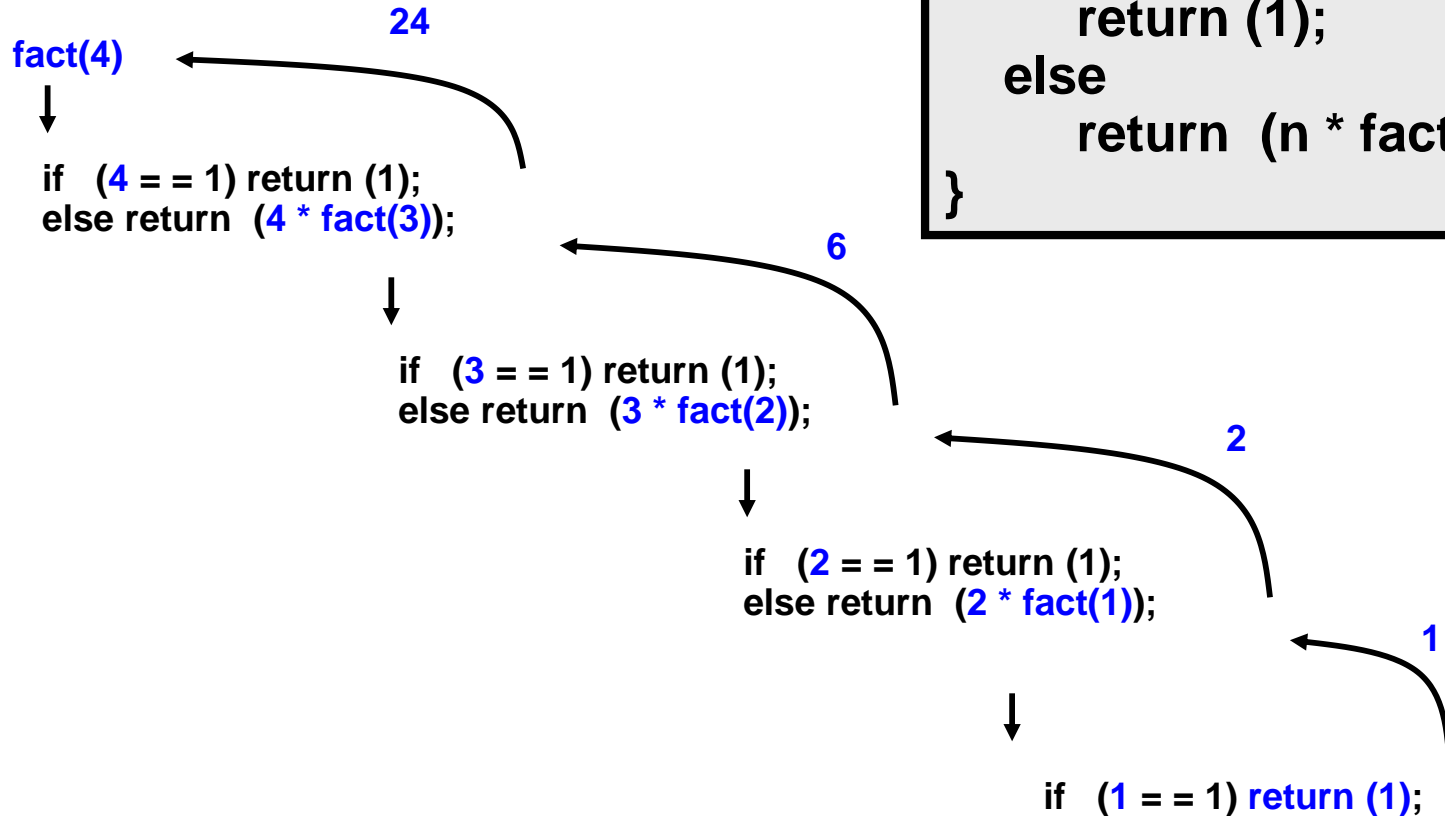 24
fact(4)
if (4 = = 1) return (1);
else return (4 * fact(3));
return (1);
else
return (n * fact
}
6
if (3 = = 1) return (1);
else return (3 * fact(2));
2
if (2 = = 1) return (1);
else return (2 * fact(1));
1
if (1 = = 1) return (1);